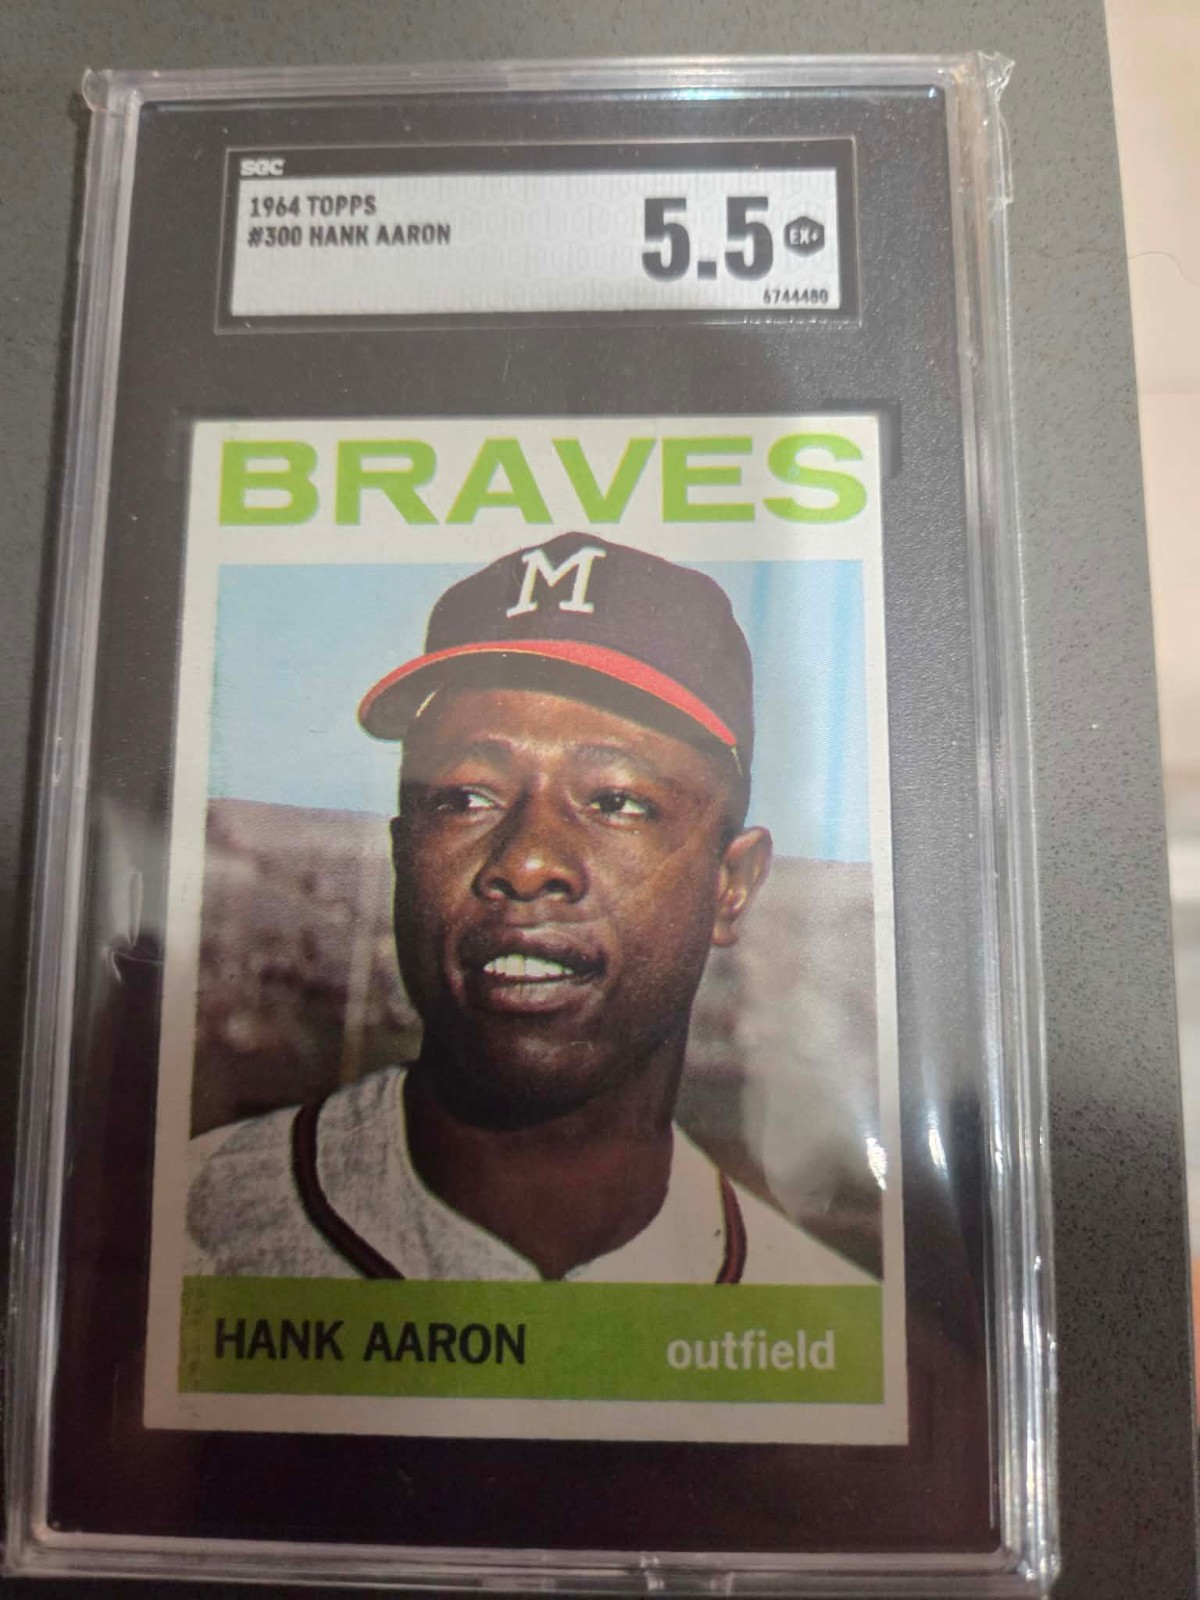 SGC
1964 TOPPS
#300 HANK AARON
5.5 EX+
6744480
BRAVES
M
HANK AARON outfield